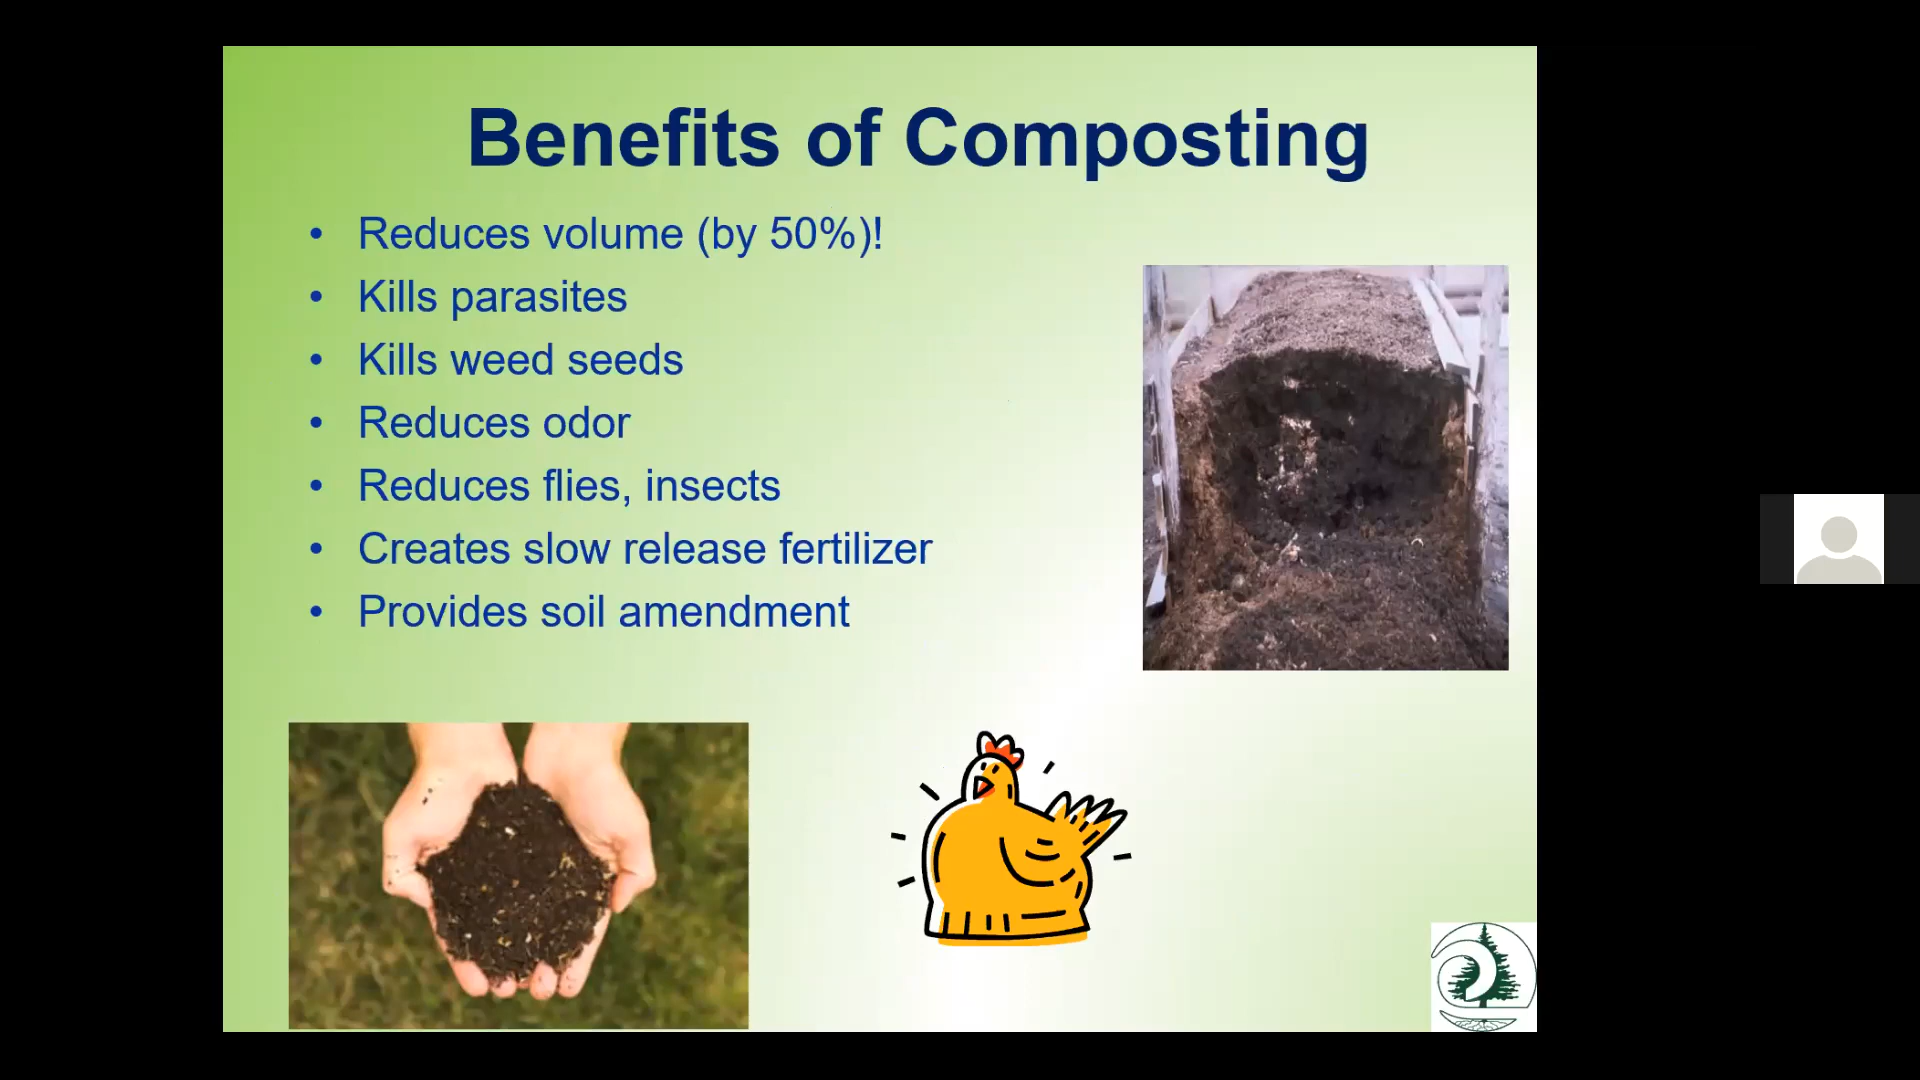 Benefits of Composting
• Reduces volume (by 50%)!
• Kills parasites
• Kills weed seeds
• Reduces odor
• Reduces flies, insects
• Creates slow release fertilizer
• Provides soil amendment